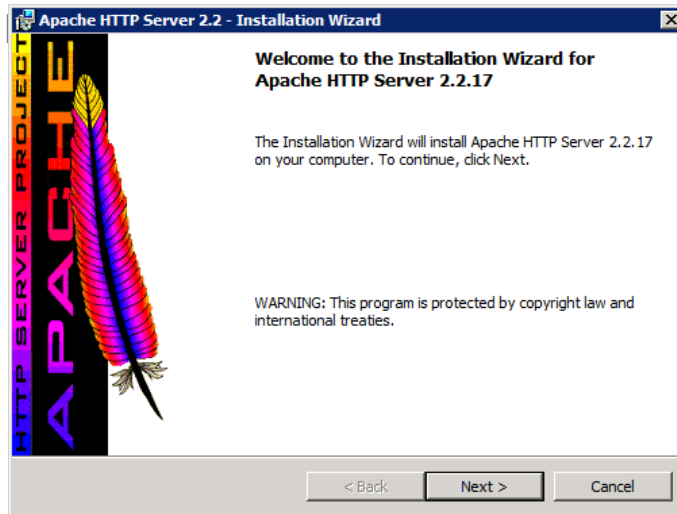 Apache HTTP Server 2.2 - Installation Wizard
HTTP SERVER PROJECT
APACHE
Welcome to the Installation Wizard for
Apache HTTP Server 2.2.17
The Installation Wizard will install Apache HTTP Server 2.2.17
on your computer. To continue, click Next.
WARNING: This program is protected by copyright law and
international treaties.
< Back
Next >
Cancel